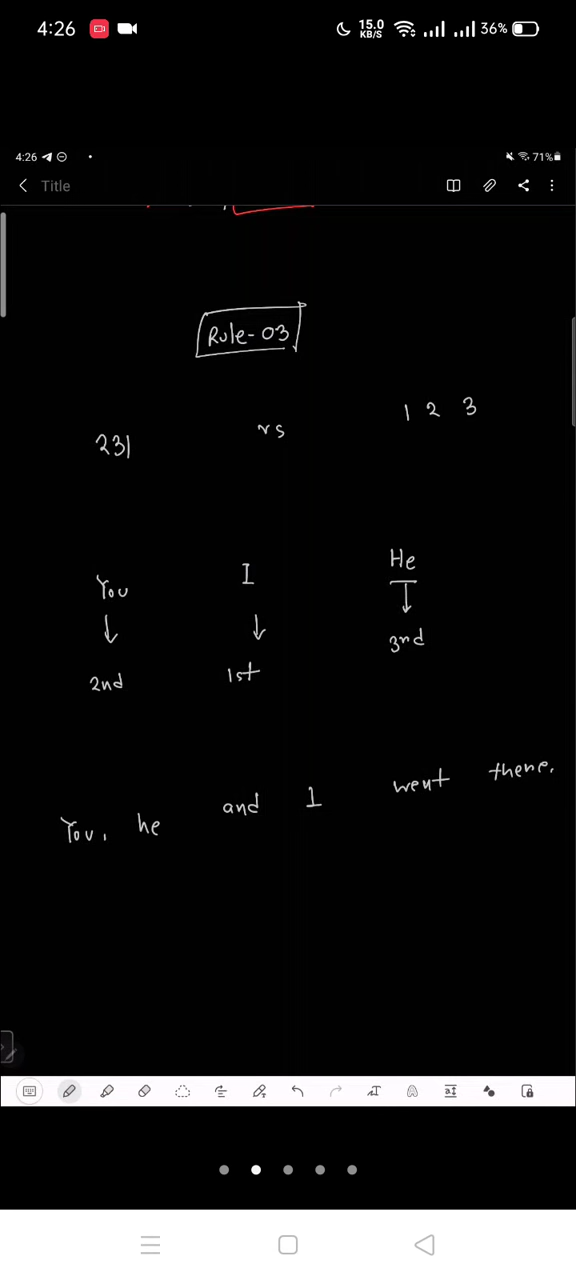 4:26 15.0 KB/S 36%
4:26 71%
Title
Rule-03
231 vs 1 2 3
You I He
2nd 1st 3rd
You, he and I went there.